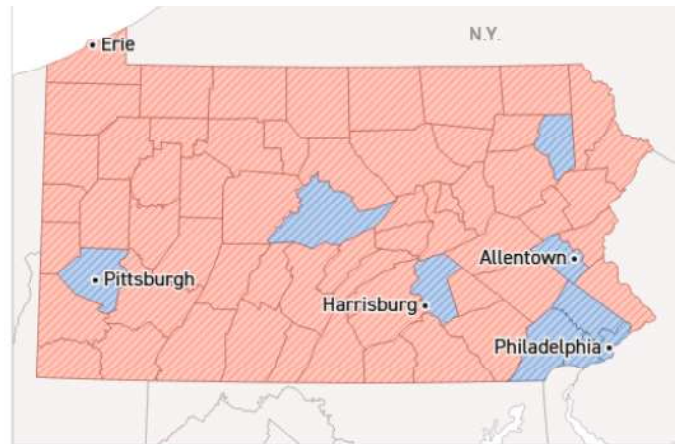 Erie
N.Y.
Allentown
Pittsburgh
Harrisburg
Philadelphia